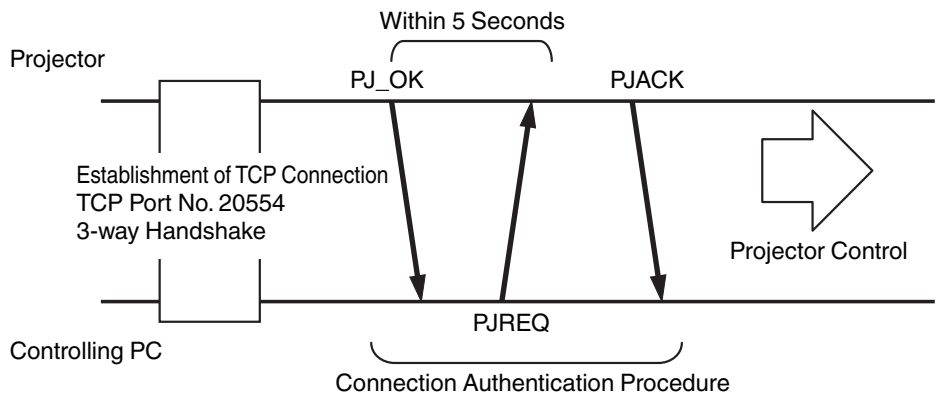 Within 5 Seconds
Projector
PJ_OK
PJACK
Establishment of TCP Connection
TCP Port No. 20554
3-way Handshake
Projector Control
PJREQ
Controlling PC
Connection Authentication Procedure